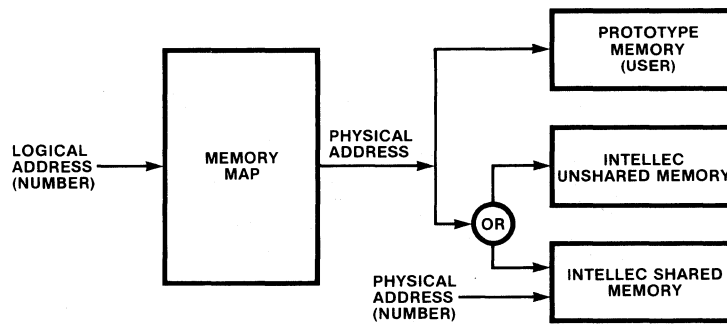 LOGICAL
ADDRESS
(NUMBER)
MEMORY
MAP
PHYSICAL
ADDRESS
PROTOTYPE
MEMORY
(USER)
INTELLEC
UNSHARED MEMORY
OR
INTELLEC SHARED
MEMORY
PHYSICAL
ADDRESS
(NUMBER)